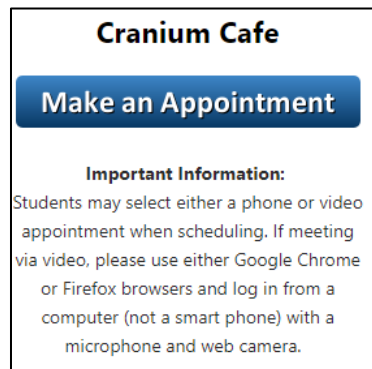 Cranium Cafe
Make an Appointment
Important Information:
Students may select either a phone or video
appointment when scheduling. If meeting
via video, please use either Google Chrome
or Firefox browsers and log in from a
computer (not a smart phone) with a
microphone and web camera.